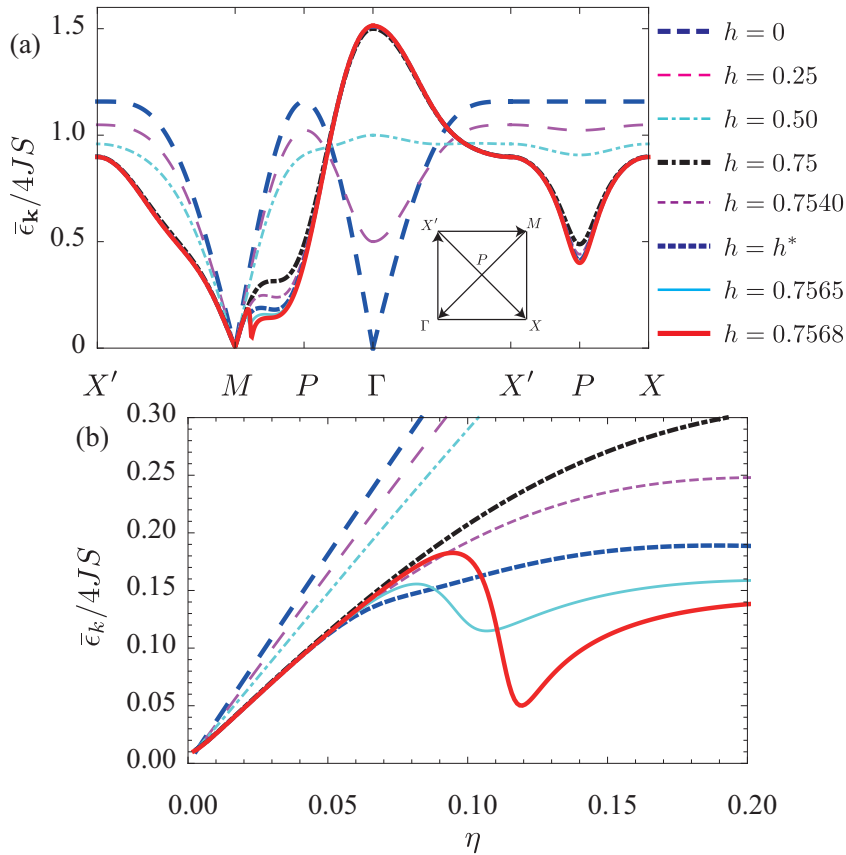 (a)
1.5
1.0
0.5
0
ϵ̄ₖ/4JS
X′ M P Γ X′ P X
X′ M
P
Γ X
h = 0
h = 0.25
h = 0.50
h = 0.75
h = 0.7540
h = h*
h = 0.7565
h = 0.7568
(b)
0.30
0.25
0.20
0.15
0.10
0.05
0.00
ϵ̄ₖ/4JS
0.00 0.05 0.10 0.15 0.20
η